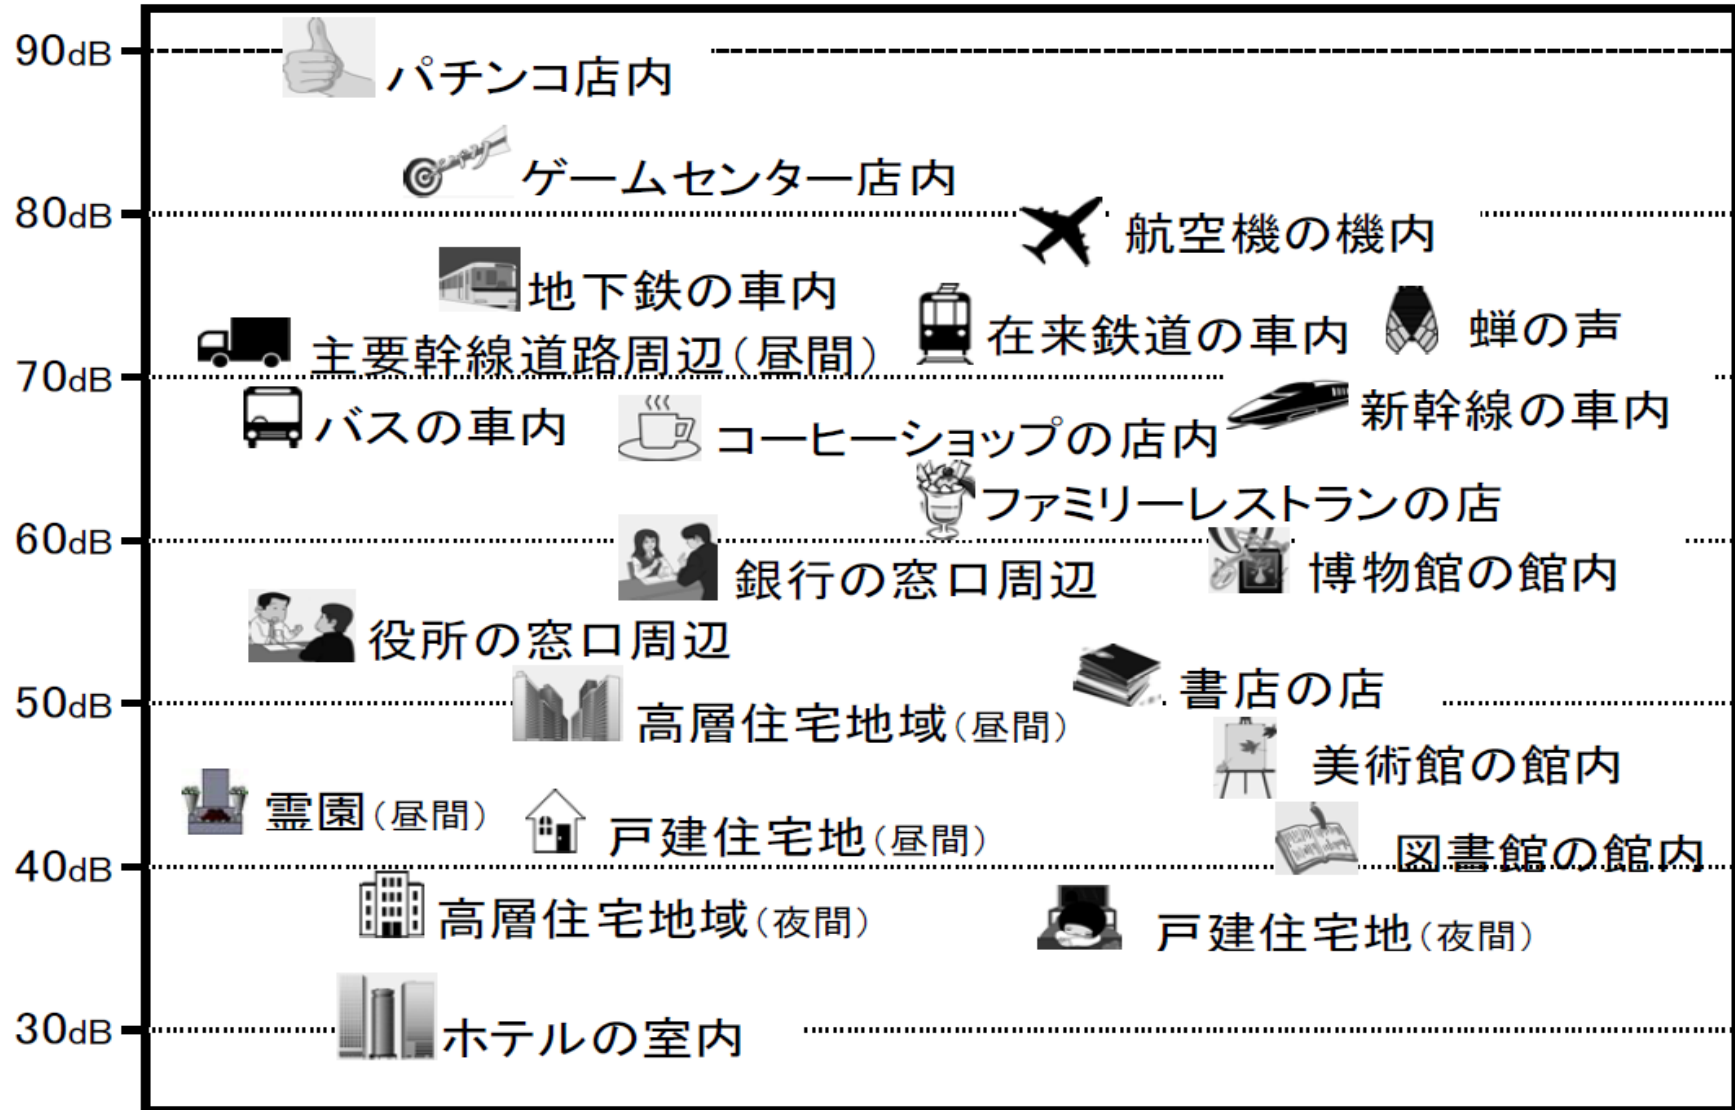 90dB
パチンコ店内
ゲームセンター店内
80dB
航空機の機内
地下鉄の車内
主要幹線道路周辺(昼間)
在来鉄道の車内
蝉の声
70dB
バスの車内
コーヒーショップの店内
新幹線の車内
ファミリーレストランの店
60dB
銀行の窓口周辺
博物館の館内
役所の窓口周辺
書店の店
50dB
高層住宅地域(昼間)
美術館の館内
霊園(昼間)
戸建住宅地(昼間)
図書館の館内
40dB
高層住宅地域(夜間)
戸建住宅地(夜間)
30dB
ホテルの室内